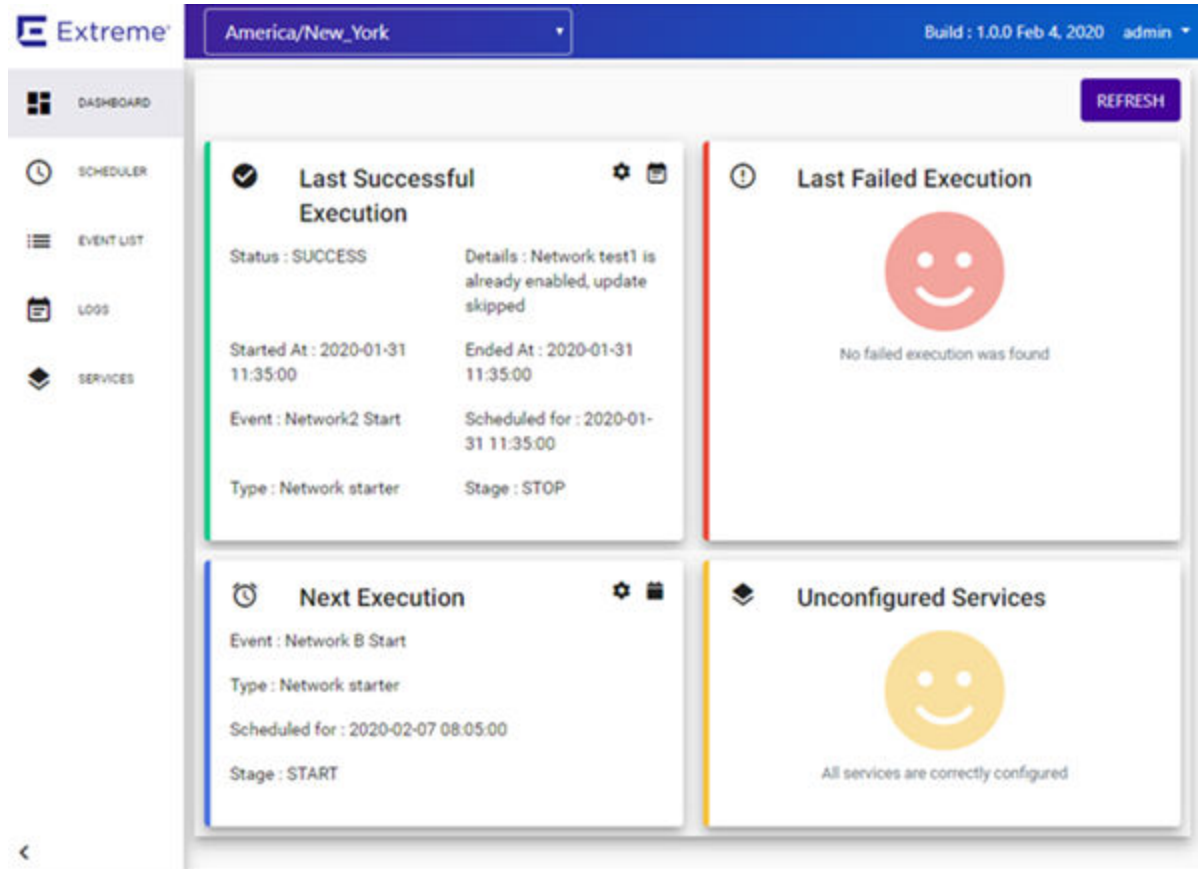 Extreme
America/New_York
Build : 1.0.0 Feb 4, 2020 admin
DASHBOARD
SCHEDULER
EVENT LIST
LOGS
SERVICES
REFRESH
Last Successful
Execution
Status : SUCCESS
Details : Network test1 is
already enabled, update
skipped
Started At : 2020-01-31
11:35:00
Ended At : 2020-01-31
11:35:00
Event : Network2 Start
Scheduled for : 2020-01-
31 11:35:00
Type : Network starter
Stage : STOP
Last Failed Execution
No failed execution was found
Next Execution
Event : Network B Start
Type : Network starter
Scheduled for : 2020-02-07 08:05:00
Stage : START
Unconfigured Services
All services are correctly configured